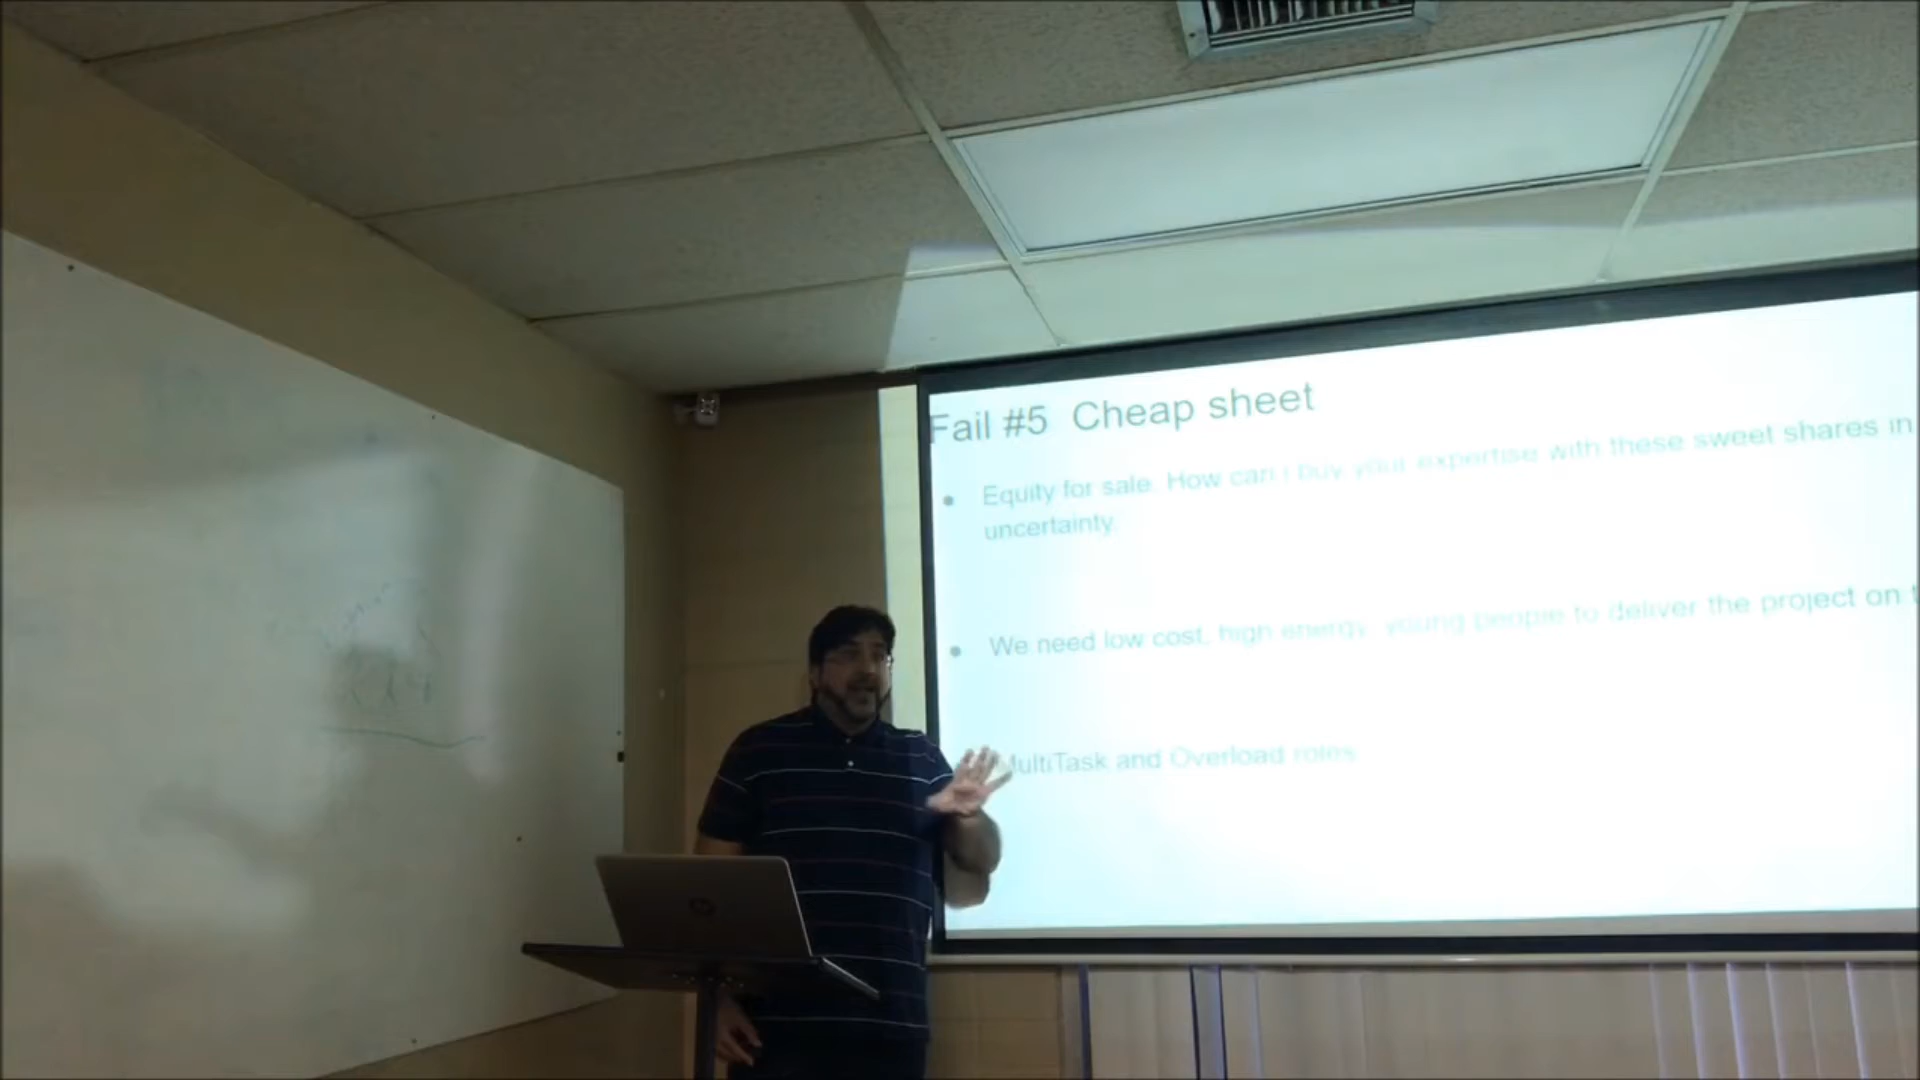 Fail #5 Cheap sheet
Equity for sale. How can i buy your expertise with these sweet shares in
uncertainty.
We need low cost, high energy, young people to deliver the project on
MultiTask and Overload roles